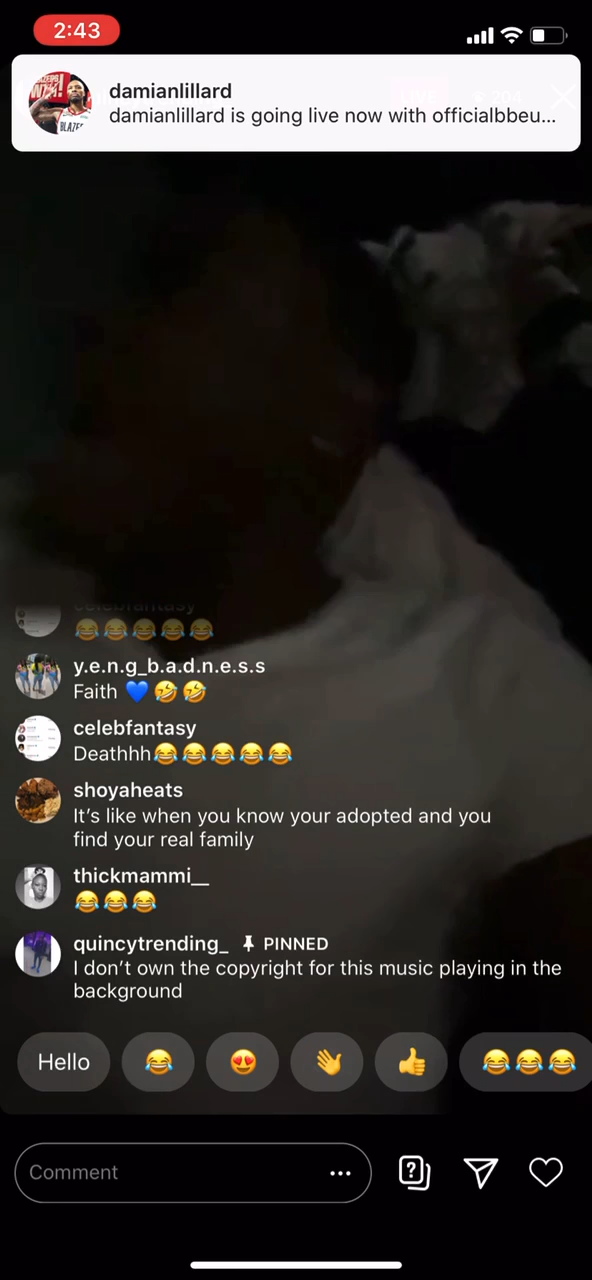 2:43
damianlillard
damianlillard is going live now with officialbbeu...
celebfantasy
😂😂😂😂😂
y.e.n.g_b.a.d.n.e.s.s
Faith 💙🤣🤣
celebfantasy
Deathhh😂😂😂😂😂
shoyaheats
It's like when you know your adopted and you
find your real family
thickmammi__
😂😂😂
quincytrending_ PINNED
I don't own the copyright for this music playing in the
background
Hello 😂 😍 👋 👍 😂😂😂
Comment ...